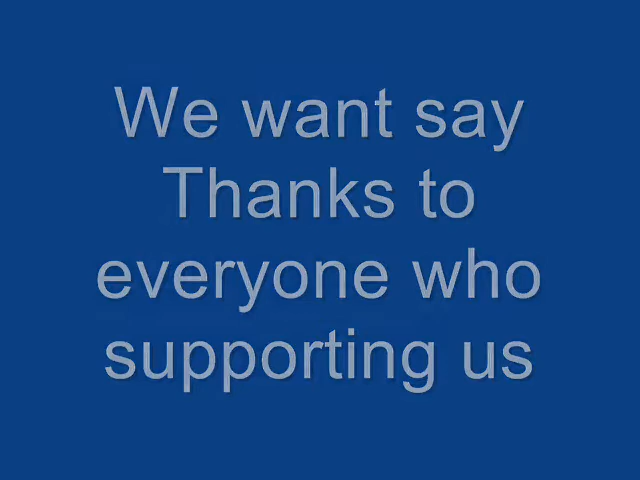 We want say
Thanks to
everyone who
supporting us